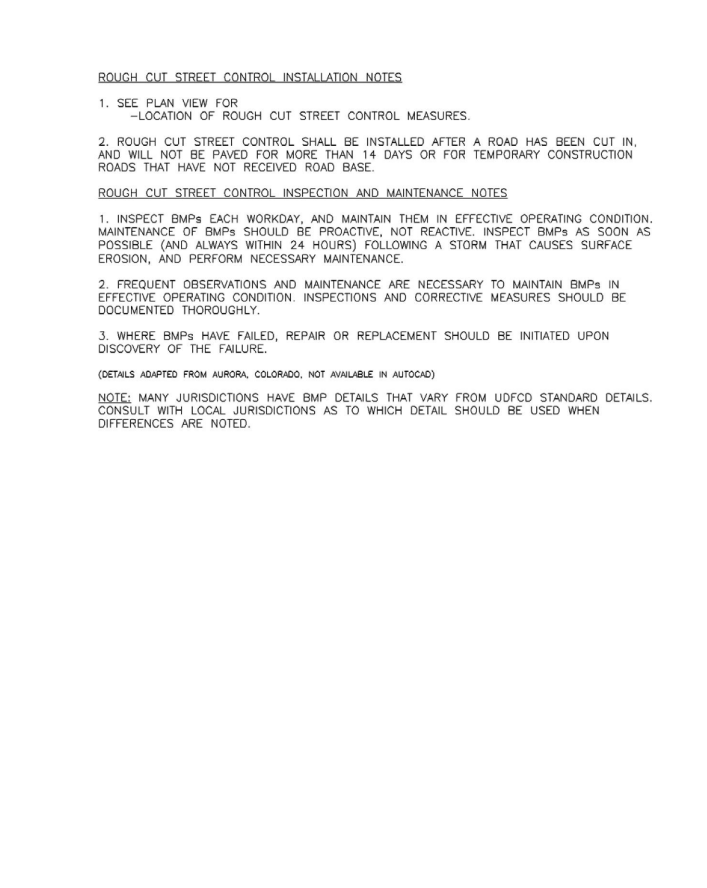 ROUGH CUT STREET CONTROL INSTALLATION NOTES
1. SEE PLAN VIEW FOR
–LOCATION OF ROUGH CUT STREET CONTROL MEASURES.
2. ROUGH CUT STREET CONTROL SHALL BE INSTALLED AFTER A ROAD HAS BEEN CUT IN,
AND WILL NOT BE PAVED FOR MORE THAN 14 DAYS OR FOR TEMPORARY CONSTRUCTION
ROADS THAT HAVE NOT RECEIVED ROAD BASE.
ROUGH CUT STREET CONTROL INSPECTION AND MAINTENANCE NOTES
1. INSPECT BMPs EACH WORKDAY, AND MAINTAIN THEM IN EFFECTIVE OPERATING CONDITION.
MAINTENANCE OF BMPs SHOULD BE PROACTIVE, NOT REACTIVE. INSPECT BMPs AS SOON AS
POSSIBLE (AND ALWAYS WITHIN 24 HOURS) FOLLOWING A STORM THAT CAUSES SURFACE
EROSION, AND PERFORM NECESSARY MAINTENANCE.
2. FREQUENT OBSERVATIONS AND MAINTENANCE ARE NECESSARY TO MAINTAIN BMPs IN
EFFECTIVE OPERATING CONDITION. INSPECTIONS AND CORRECTIVE MEASURES SHOULD BE
DOCUMENTED THOROUGHLY.
3. WHERE BMPs HAVE FAILED, REPAIR OR REPLACEMENT SHOULD BE INITIATED UPON
DISCOVERY OF THE FAILURE.
(DETAILS ADAPTED FROM AURORA, COLORADO, NOT AVAILABLE IN AUTOCAD)
NOTE: MANY JURISDICTIONS HAVE BMP DETAILS THAT VARY FROM UDFCD STANDARD DETAILS.
CONSULT WITH LOCAL JURISDICTIONS AS TO WHICH DETAIL SHOULD BE USED WHEN
DIFFERENCES ARE NOTED.